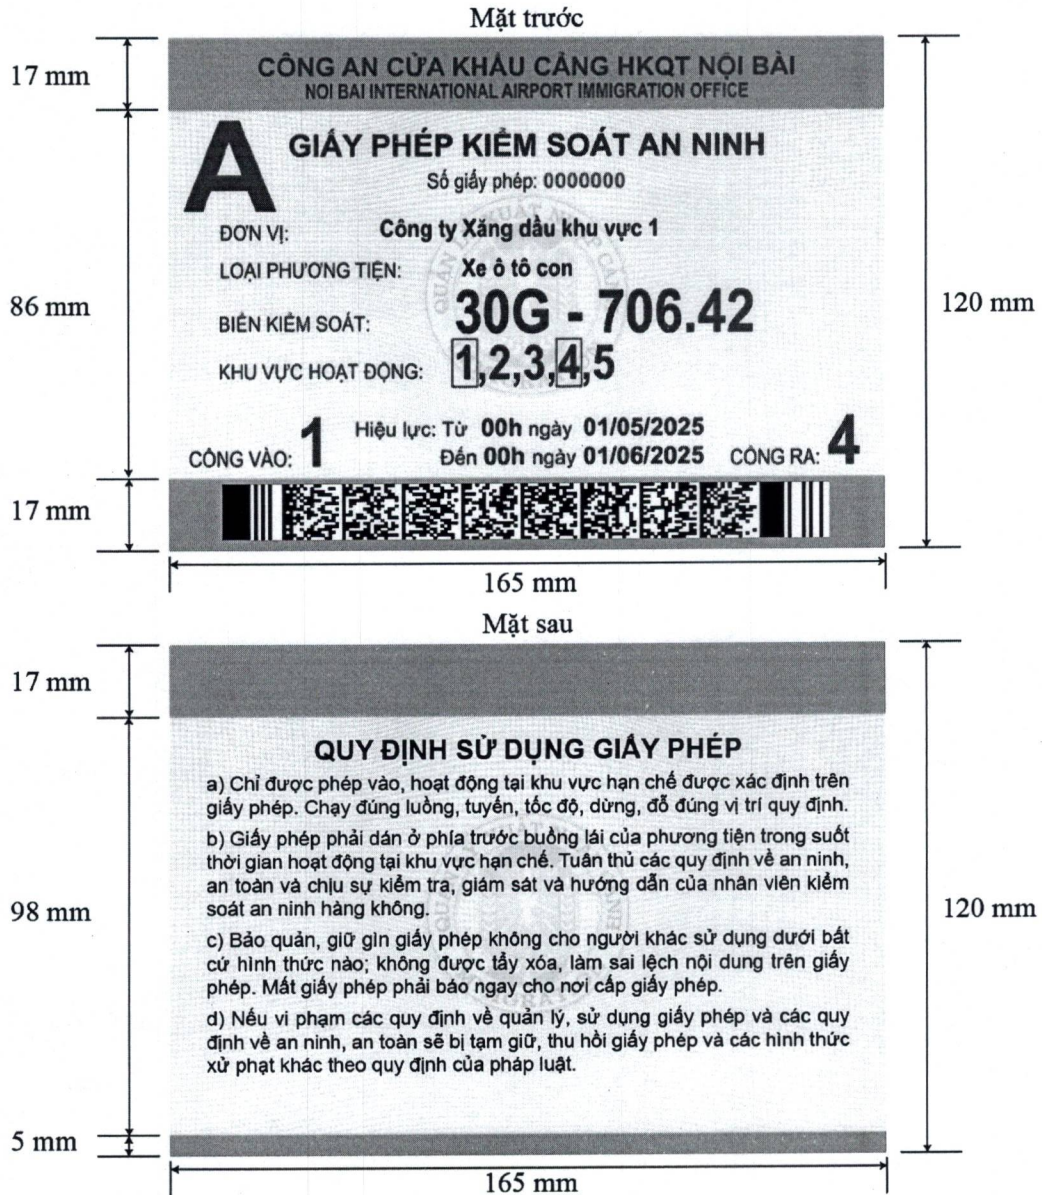 Mặt trước
17 mm
CÔNG AN CỬA KHẨU CẢNG HKQT NỘI BÀI
NOI BAI INTERNATIONAL AIRPORT IMMIGRATION OFFICE
A
GIẤY PHÉP KIỂM SOÁT AN NINH
Số giấy phép: 0000000
ĐƠN VỊ: Công ty Xăng dầu khu vực 1
LOẠI PHƯƠNG TIỆN: Xe ô tô con
86 mm
120 mm
BIỂN KIỂM SOÁT: 30G - 706.42
KHU VỰC HOẠT ĐỘNG: 1,2,3,4,5
Hiệu lực: Từ 00h ngày 01/05/2025
CỔNG VÀO: 1 Đến 00h ngày 01/06/2025 CỔNG RA: 4
17 mm
165 mm
Mặt sau
17 mm
QUY ĐỊNH SỬ DỤNG GIẤY PHÉP
a) Chỉ được phép vào, hoạt động tại khu vực hạn chế được xác định trên
giấy phép. Chạy đúng luồng, tuyến, tốc độ, dừng, đỗ đúng vị trí quy định.
b) Giấy phép phải dán ở phía trước buồng lái của phương tiện trong suốt
thời gian hoạt động tại khu vực hạn chế. Tuân thủ các quy định về an ninh,
an toàn và chịu sự kiểm tra, giám sát và hướng dẫn của nhân viên kiểm
soát an ninh hàng không.
98 mm
120 mm
c) Bảo quản, giữ gìn giấy phép không cho người khác sử dụng dưới bất
cứ hình thức nào; không được tẩy xóa, làm sai lệch nội dung trên giấy
phép. Mất giấy phép phải báo ngay cho nơi cấp giấy phép.
d) Nếu vi phạm các quy định về quản lý, sử dụng giấy phép và các quy
định về an ninh, an toàn sẽ bị tạm giữ, thu hồi giấy phép và các hình thức
xử phạt khác theo quy định của pháp luật.
5 mm
165 mm